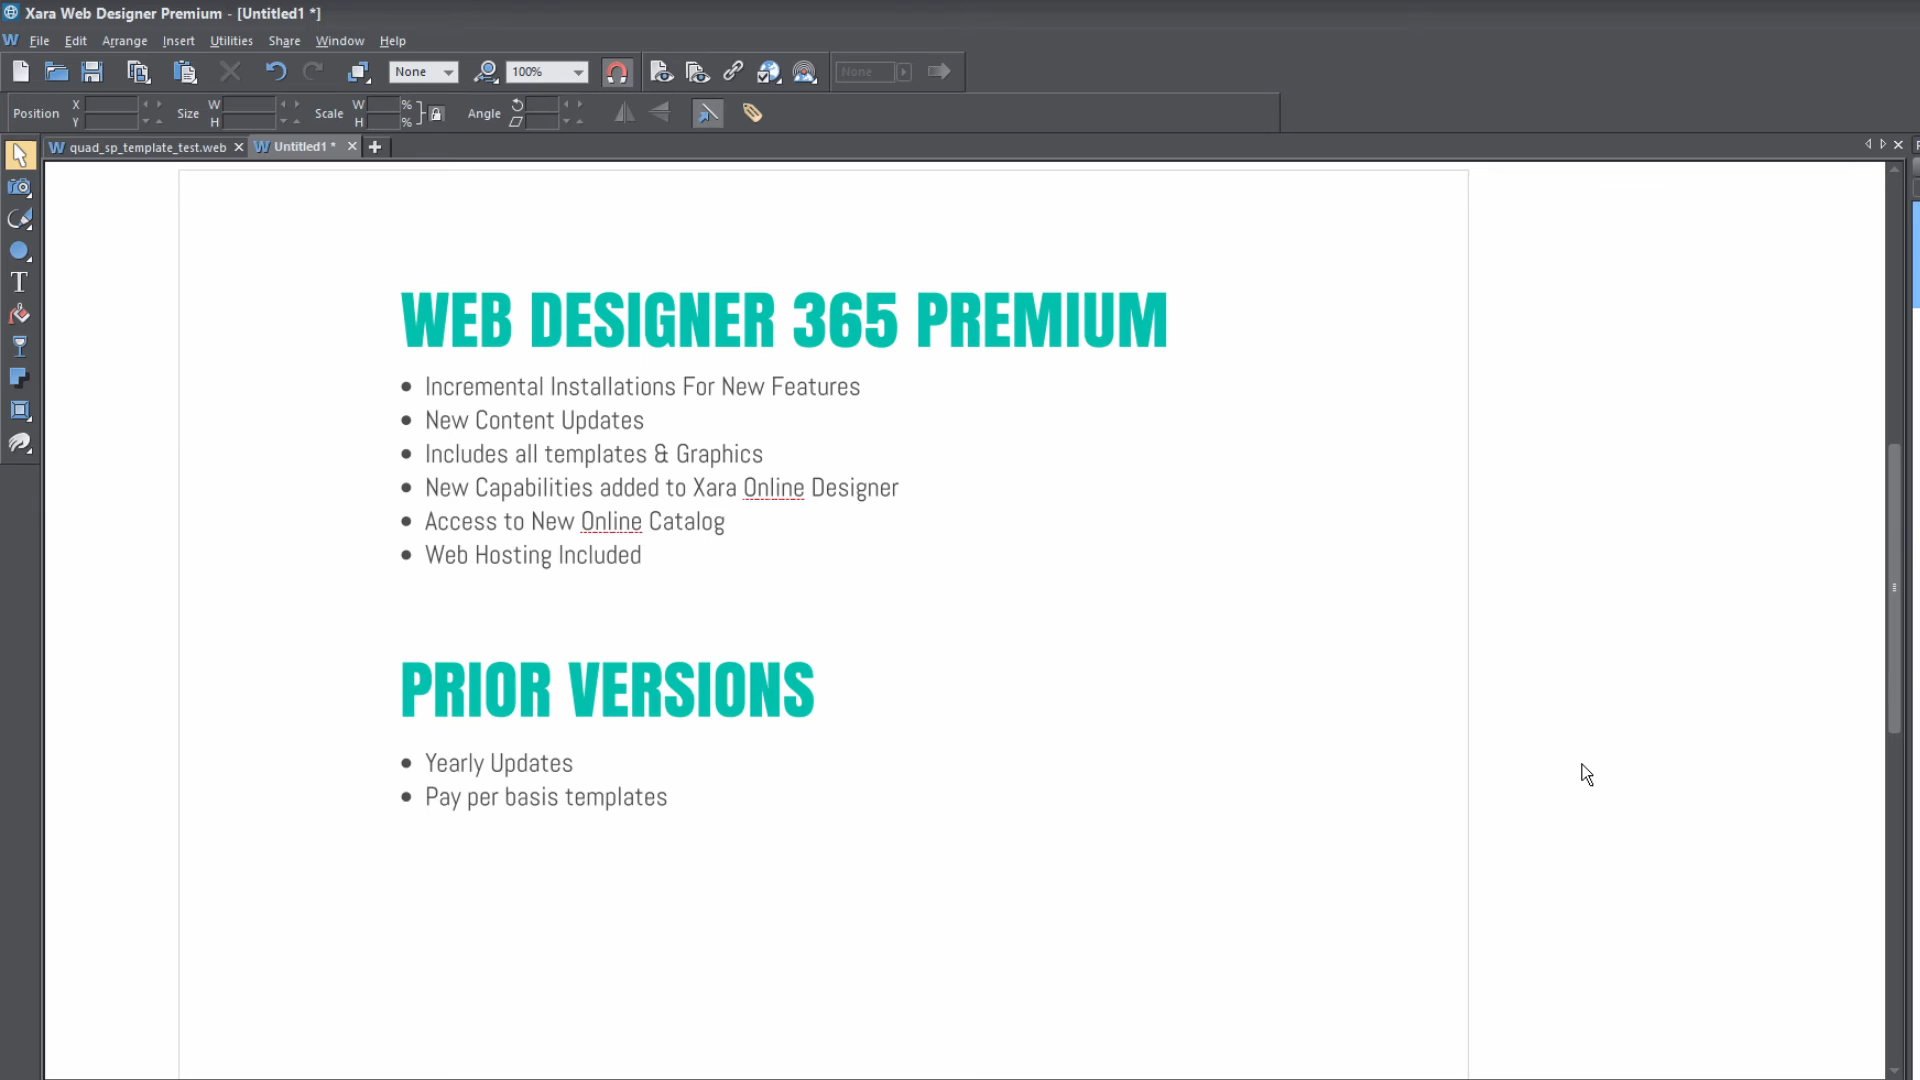 Xara Web Designer Premium - [Untitled1 *]
File Edit Arrange Insert Utilities Share Window Help
None 100% None
Position X Y Size W H Scale W H % % Angle
quad_sp_template_test.web Untitled1 *
WEB DESIGNER 365 PREMIUM
• Incremental Installations For New Features
• New Content Updates
• Includes all templates & Graphics
• New Capabilities added to Xara Online Designer
• Access to New Online Catalog
• Web Hosting Included
PRIOR VERSIONS
• Yearly Updates
• Pay per basis templates